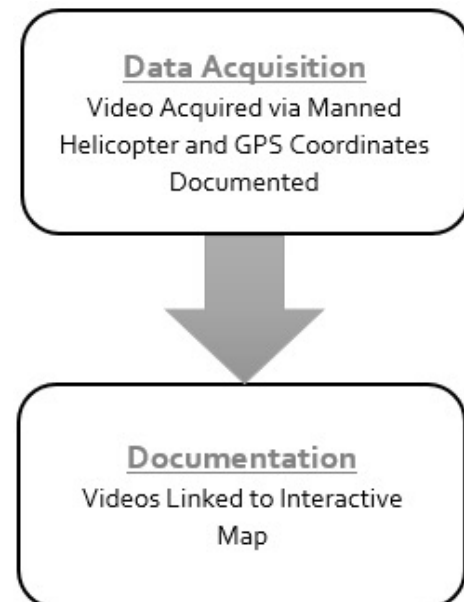 Data Acquisition
Video Acquired via Manned
Helicopter and GPS Coordinates
Documented
Documentation
Videos Linked to Interactive
Map